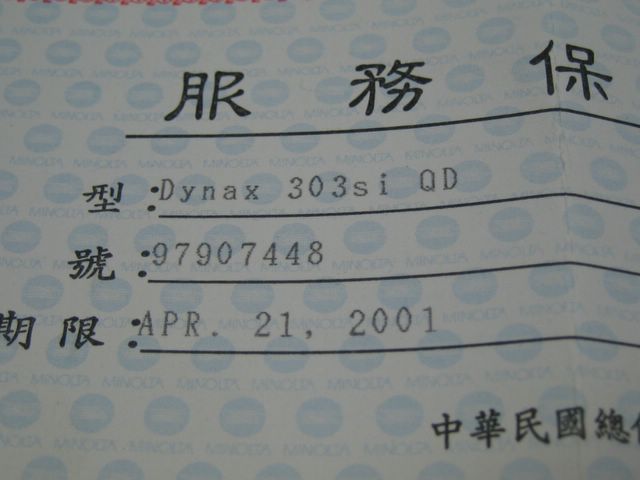 服務保
型：Dynax 303si QD
號：97907448
期限：APR. 21, 2001
中華民國總
MINOLTA